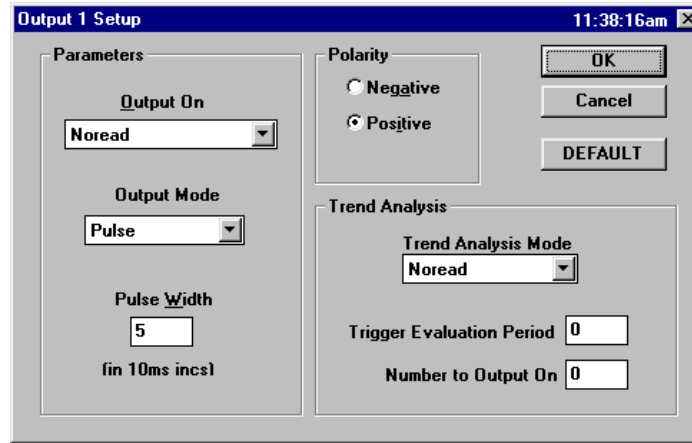 Output 1 Setup 11:38:16am
Parameters
Output On
Noread
Output Mode
Pulse
Pulse Width
5
(in 10ms incs)
Polarity
Negative
Positive
OK
Cancel
DEFAULT
Trend Analysis
Trend Analysis Mode
Noread
Trigger Evaluation Period 0
Number to Output On 0